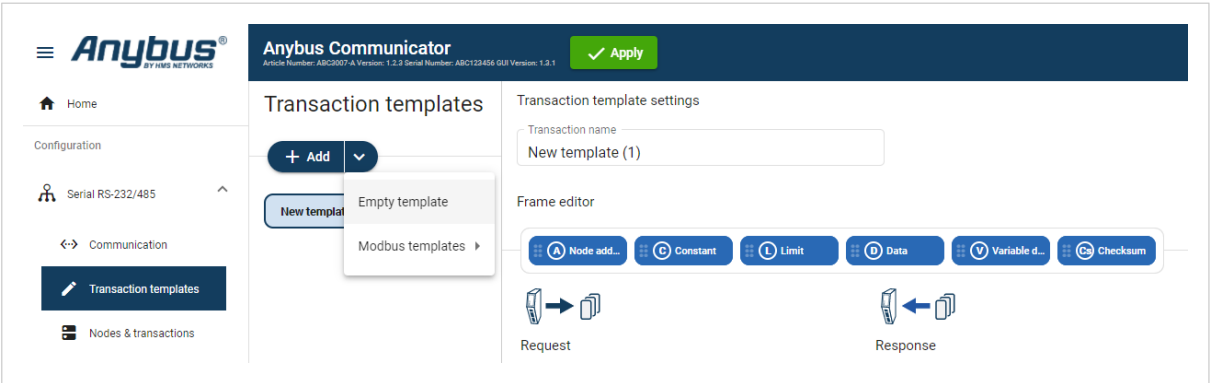 Anybus®
BY HMS NETWORKS
Anybus Communicator
Article Number: ABC3007-A Version: 1.2.3 Serial Number: ABC123456 GUI Version: 1.3.1
Apply
Home
Configuration
Serial RS-232/485
Communication
Transaction templates
Nodes & transactions
Transaction templates
+ Add
New templat
Empty template
Modbus templates
Transaction template settings
Transaction name
New template (1)
Frame editor
A Node add...
C Constant
L Limit
D Data
V Variable d...
Cs Checksum
Request
Response